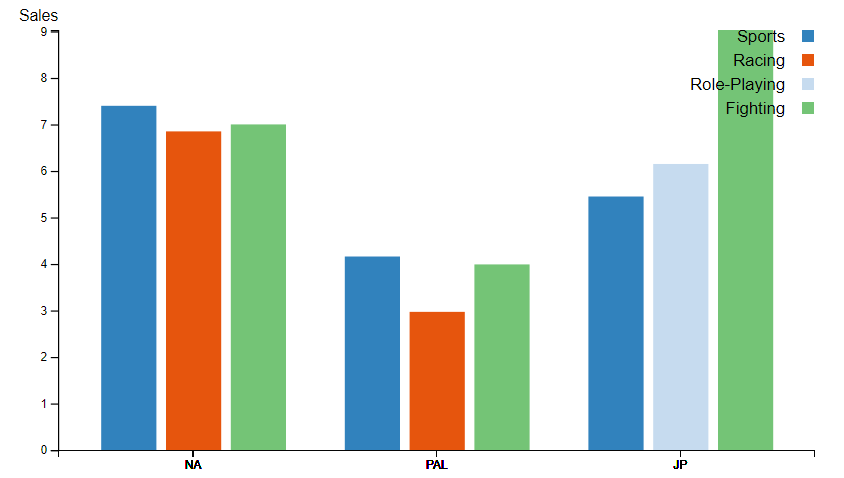 Sales
9
8
7
6
5
4
3
2
1
0
NA
PAL
JP
Sports
Racing
Role-Playing
Fighting